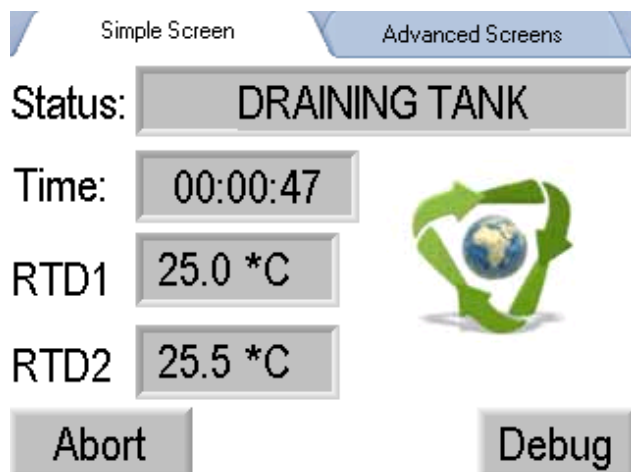 Simple Screen Advanced Screens
Status: DRAINING TANK
Time: 00:00:47
RTD1 25.0 *C
RTD2 25.5 *C
Abort Debug